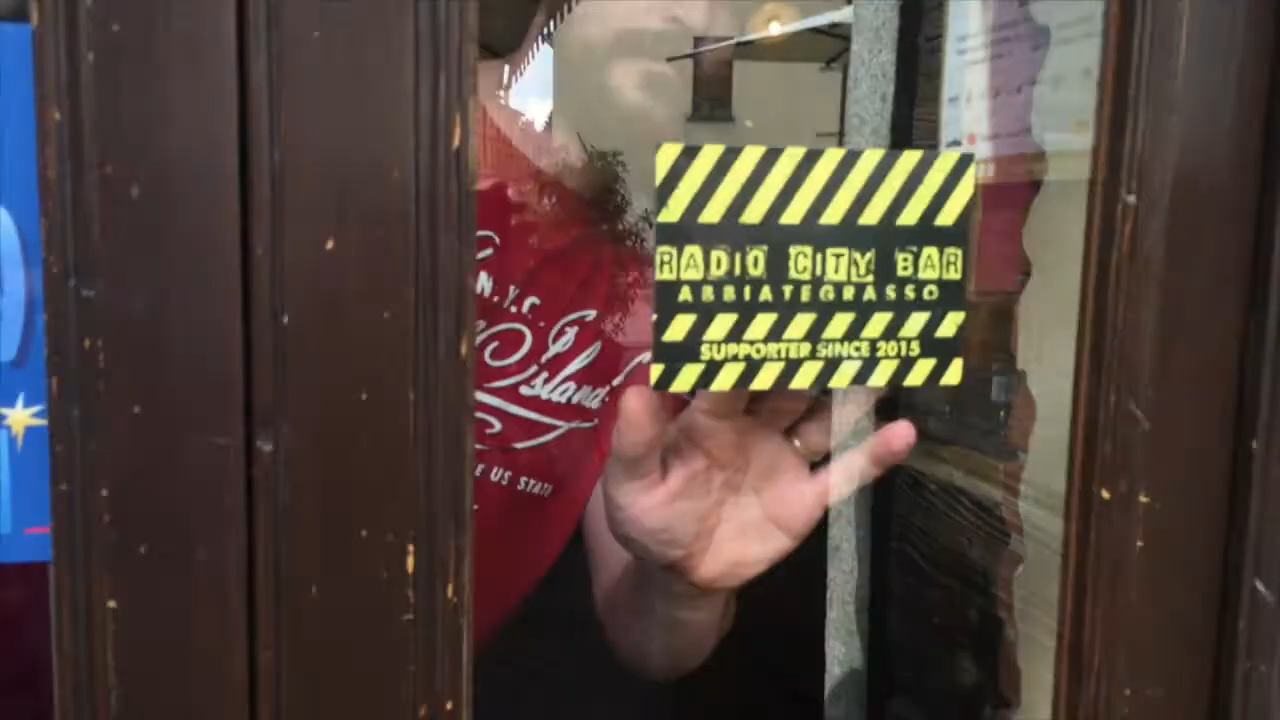 RADIO CITY BAR
ABBIATEGRASSO
SUPPORTER SINCE 2015
N.Y.C.
Island
US STATE